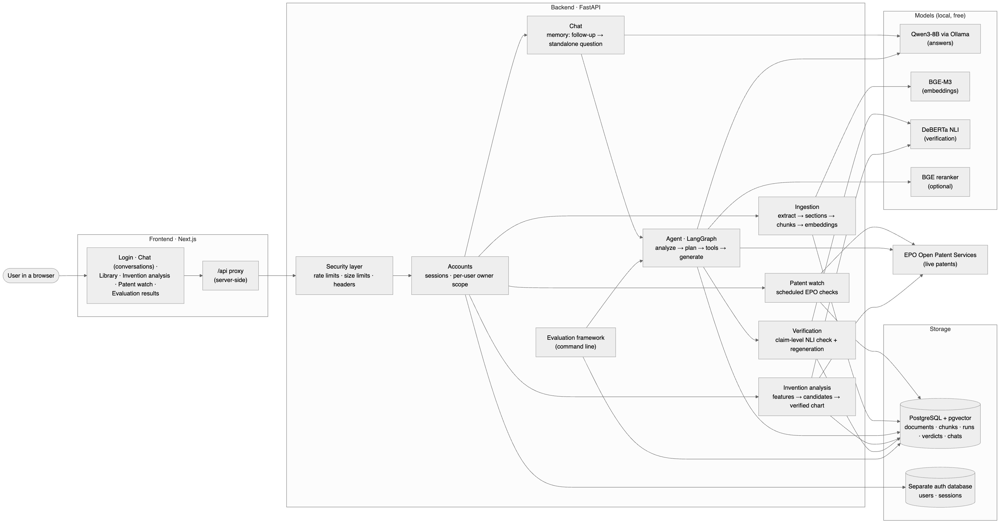 Backend · FastAPI
Chat
memory: follow-up →
standalone question
Models (local, free)
Qwen3-8B via Ollama
(answers)
BGE-M3
(embeddings)
DeBERTa NLI
(verification)
BGE reranker
(optional)
Ingestion
extract → sections →
chunks → embeddings
Frontend · Next.js
Login · Chat
(conversations) ·
Library · Invention analysis
· Patent watch ·
Evaluation results
/api proxy
(server-side)
User in a browser
Security layer
rate limits · size limits ·
headers
Accounts
sessions · per-user owner
scope
Agent · LangGraph
analyze → plan → tools →
generate
EPO Open Patent Services
(live patents)
Patent watch
scheduled EPO checks
Evaluation framework
(command line)
Verification
claim-level NLI check +
regeneration
Invention analysis
features → candidates →
verified chart
Storage
PostgreSQL + pgvector
documents · chunks · runs
· verdicts · chats
Separate auth database
users · sessions